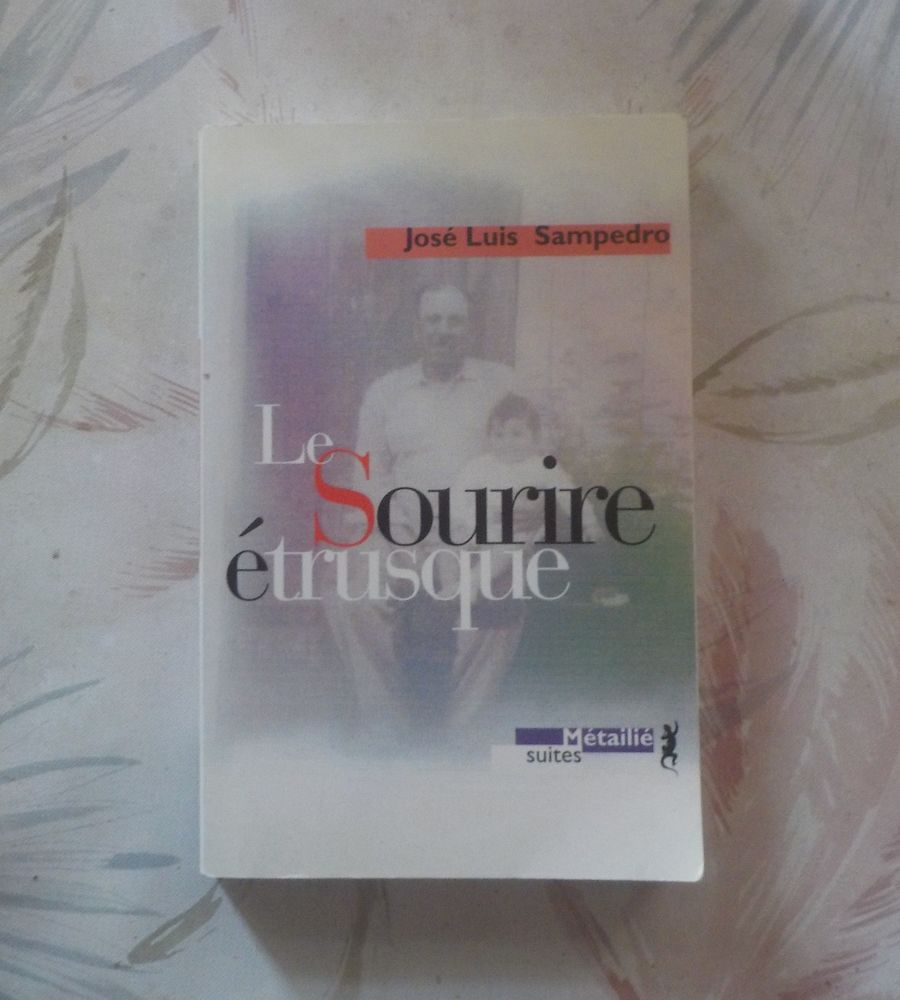 José Luis Sampedro
Le
Sourire
étrusque
Métailié
suites